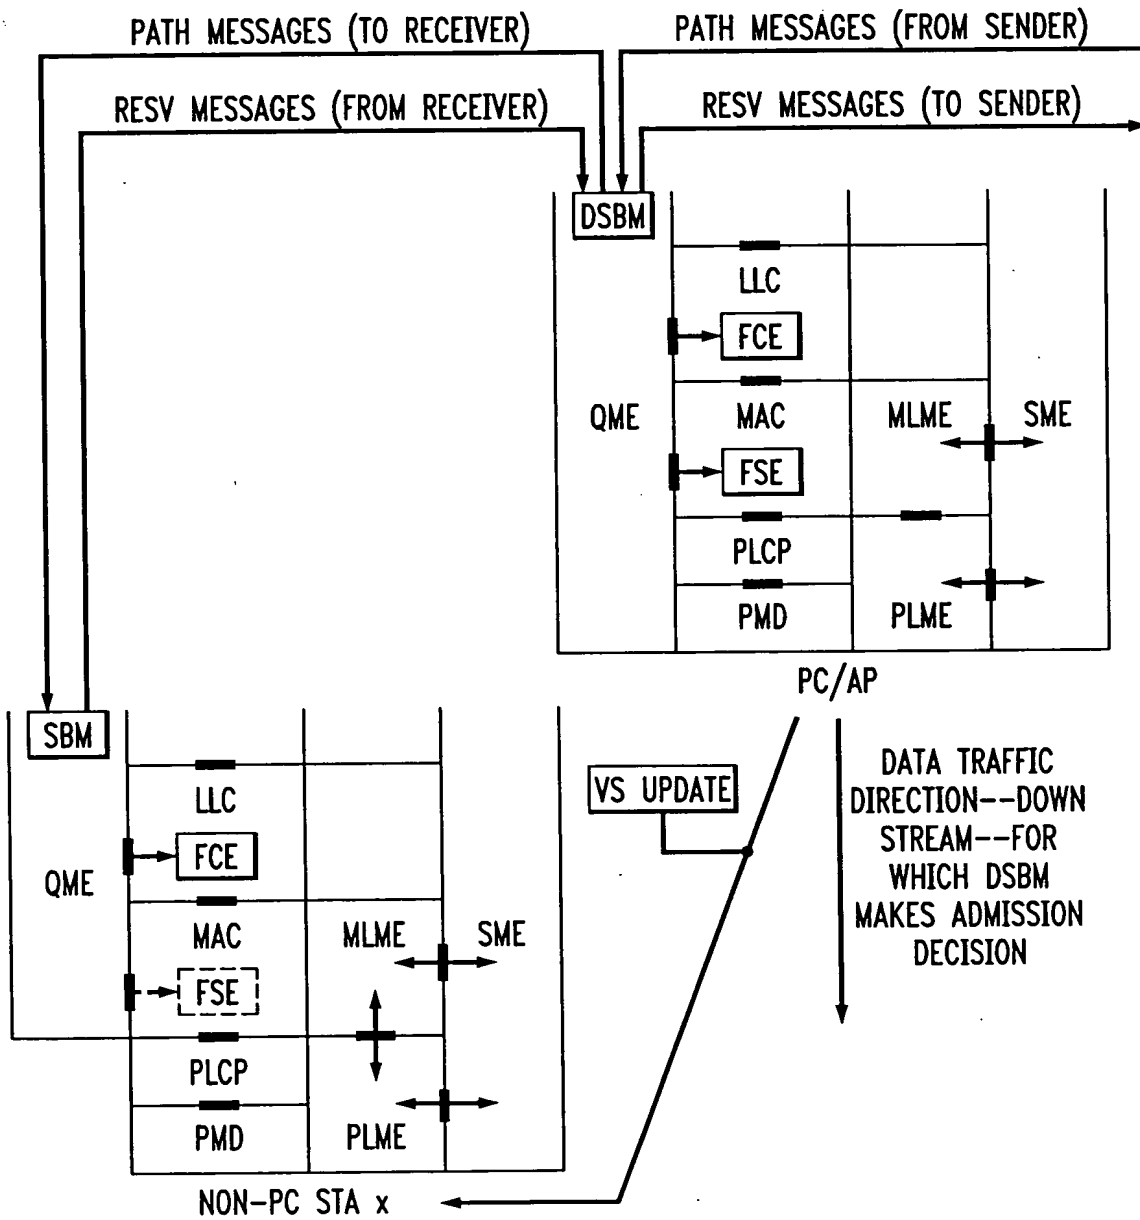 PATH MESSAGES (TO RECEIVER)
PATH MESSAGES (FROM SENDER)
RESV MESSAGES (FROM RECEIVER)
RESV MESSAGES (TO SENDER)
DSBM
LLC
FCE
QME
MAC
MLME
SME
FSE
PLCP
PMD
PLME
PC/AP
SBM
LLC
FCE
QME
MAC
MLME
SME
FSE
PLCP
PMD
PLME
NON-PC STA x
VS UPDATE
DATA TRAFFIC
DIRECTION--DOWN
STREAM--FOR
WHICH DSBM
MAKES ADMISSION
DECISION